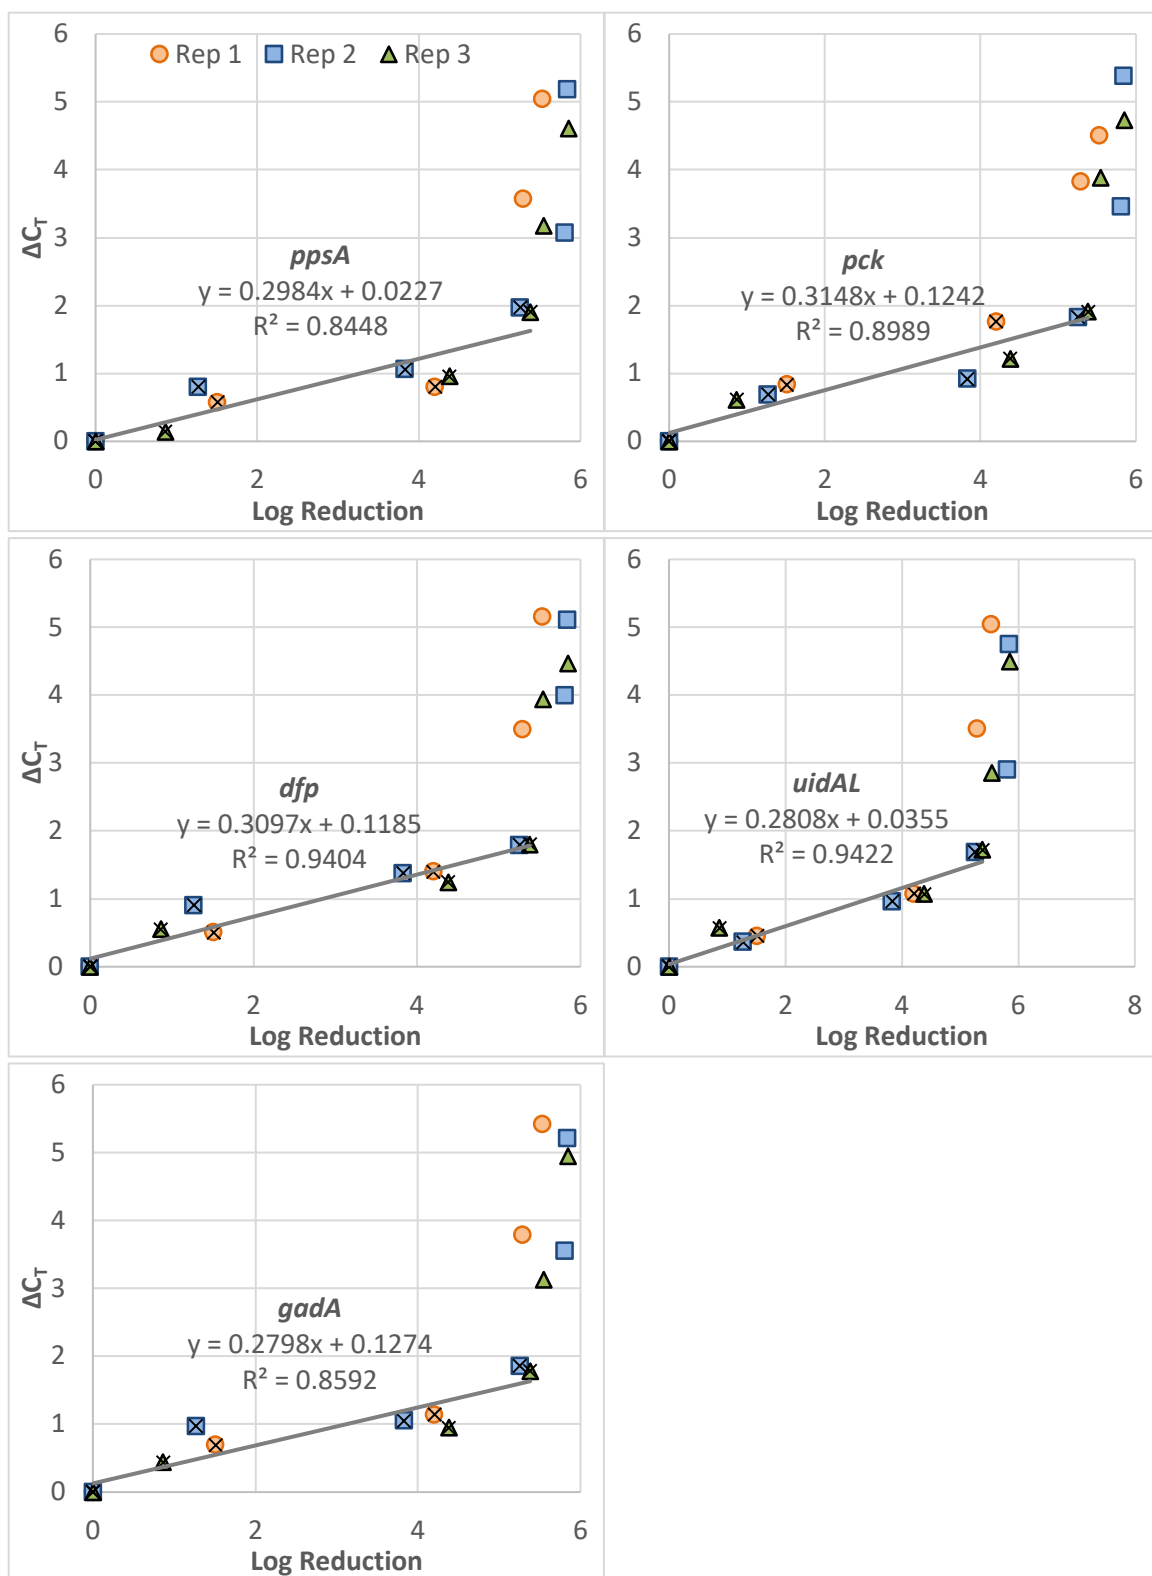 6
5
4
3
2
1
0
ΔC_T
Rep 1 Rep 2 Rep 3
ppsA
y = 0.2984x + 0.0227
R² = 0.8448
0 2 4 6
Log Reduction
6
5
4
3
2
1
0
pck
y = 0.3148x + 0.1242
R² = 0.8989
0 2 4 6
Log Reduction
6
5
4
3
2
1
0
ΔC_T
dfp
y = 0.3097x + 0.1185
R² = 0.9404
0 2 4 6
Log Reduction
6
5
4
3
2
1
0
uidAL
y = 0.2808x + 0.0355
R² = 0.9422
0 2 4 6 8
Log Reduction
6
5
4
3
2
1
0
ΔC_T
gadA
y = 0.2798x + 0.1274
R² = 0.8592
0 2 4 6
Log Reduction